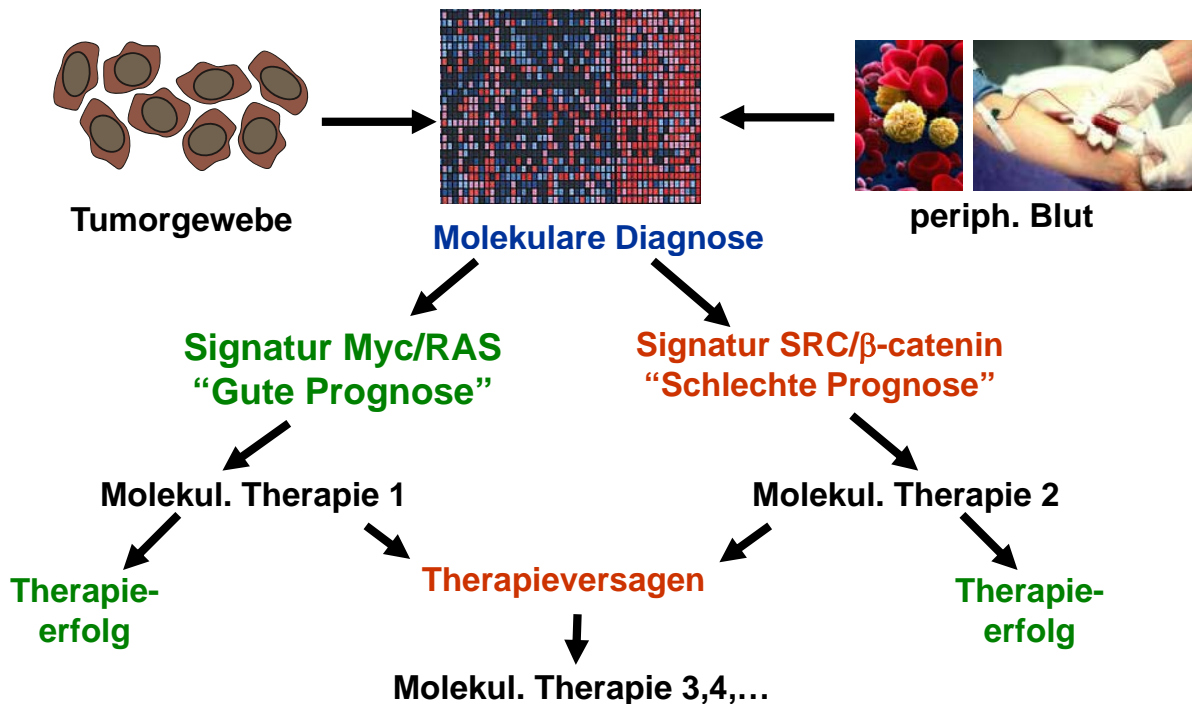 Tumorgewebe
periph. Blut
Molekulare Diagnose
Signatur Myc/RAS
“Gute Prognose”
Signatur SRC/β-catenin
“Schlechte Prognose”
Molekul. Therapie 1
Molekul. Therapie 2
Therapie-
erfolg
Therapieversagen
Therapie-
erfolg
Molekul. Therapie 3,4,…